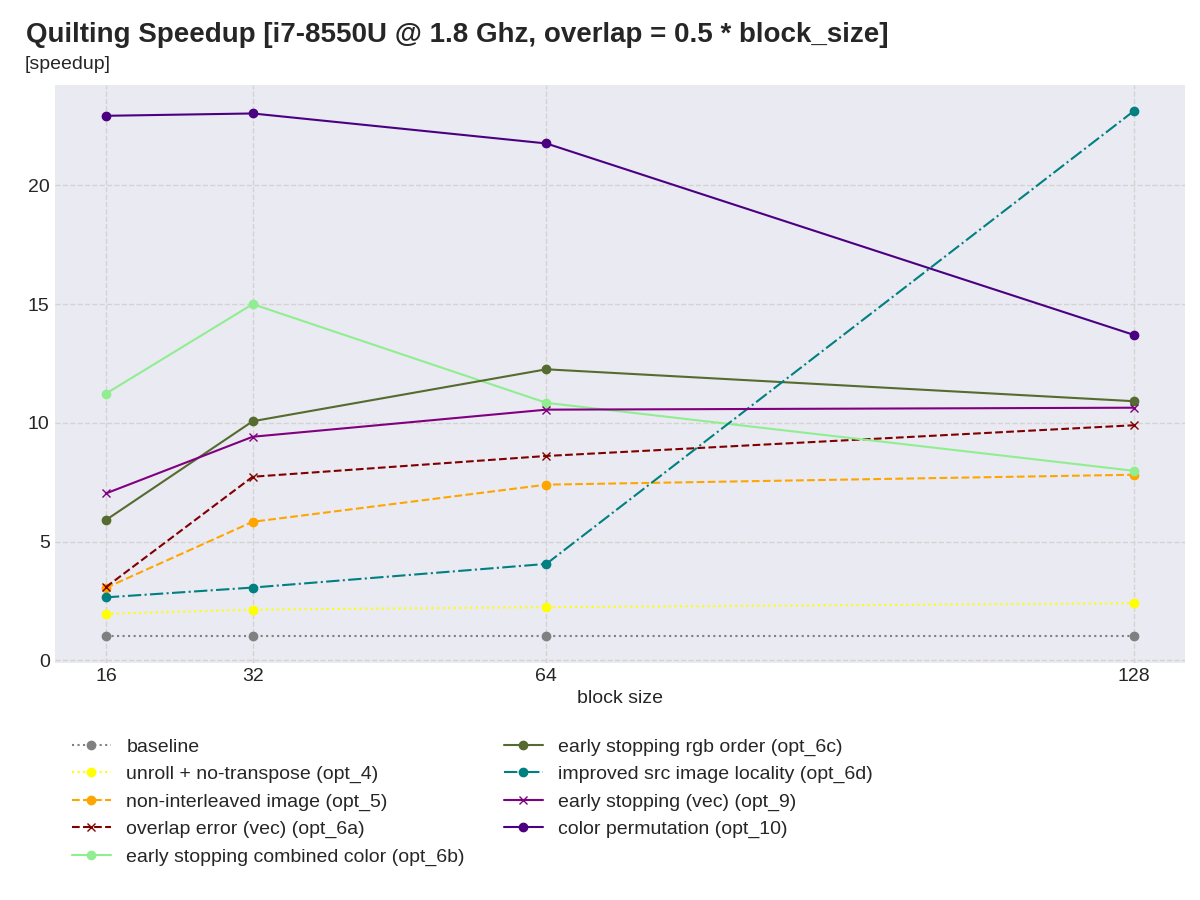 Quilting Speedup [i7-8550U @ 1.8 Ghz, overlap = 0.5 * block_size]
[speedup]
20
15
10
5
0
16 32 64 128
block size
baseline
unroll + no-transpose (opt_4)
non-interleaved image (opt_5)
overlap error (vec) (opt_6a)
early stopping combined color (opt_6b)
early stopping rgb order (opt_6c)
improved src image locality (opt_6d)
early stopping (vec) (opt_9)
color permutation (opt_10)